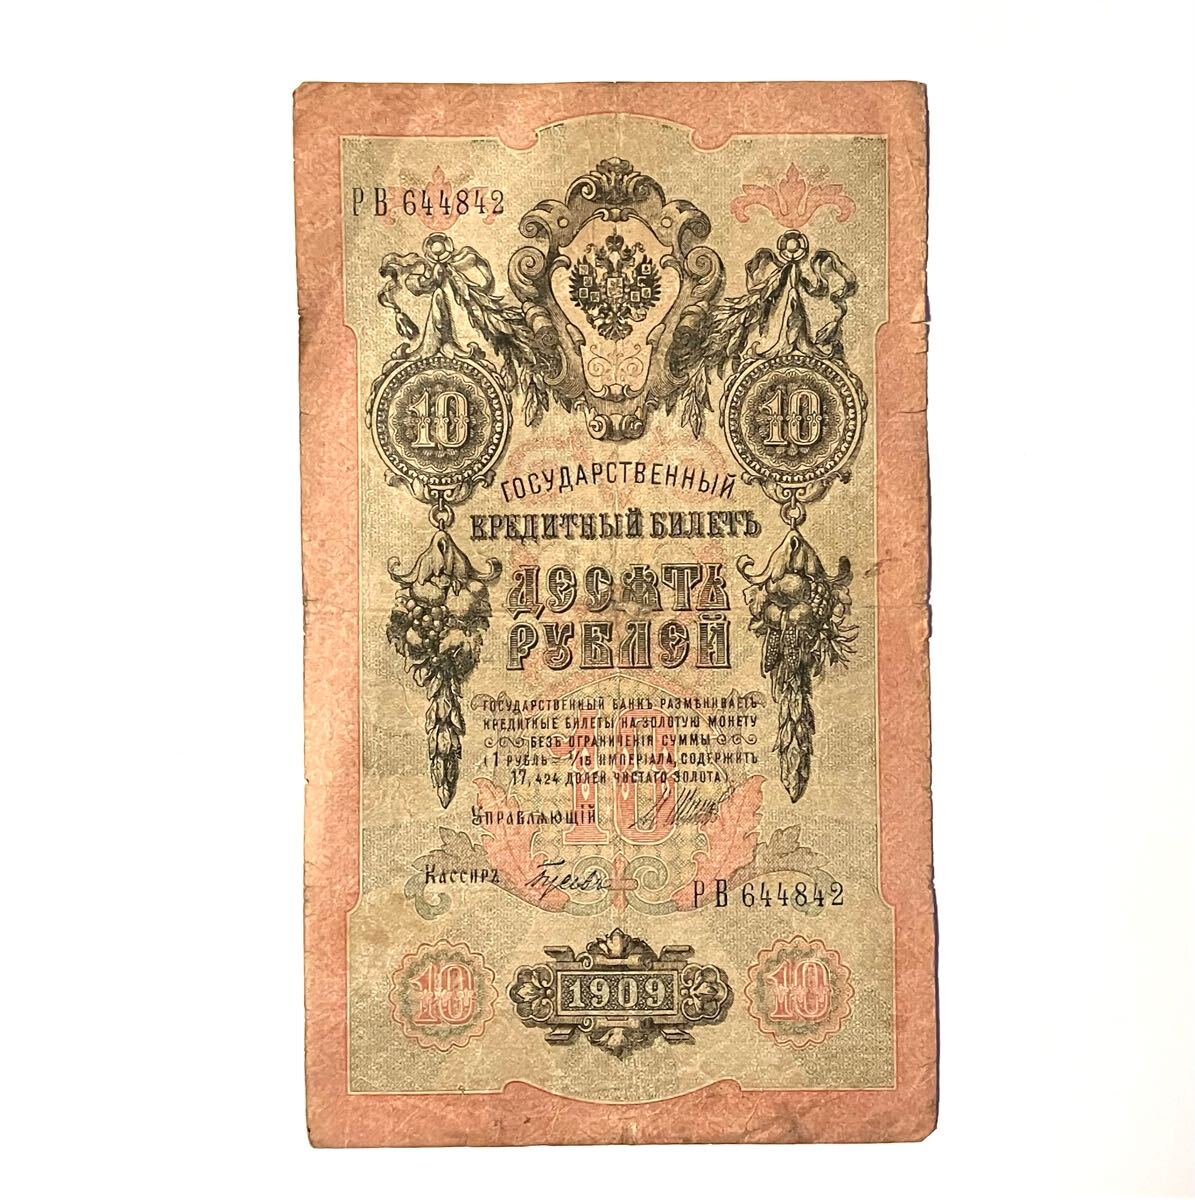 РВ 644842
10 10
ГОСУДАРСТВЕННЫЙ
КРЕДИТНЫЙ БИЛЕТЪ
ДЕСЯТЬ
РУБЛЕЙ
10
ГОСУДАРСТВЕННЫЙ БАНКЪ РАЗМѢНИВАЕТЪ
КРЕДИТНЫЕ БИЛЕТЫ НА ЗОЛОТУЮ МОНЕТУ
БЕЗЪ ОГРАНИЧЕНІЯ СУММЫ
(1 РУБЛЬ = 1/15 ИМПЕРІАЛА, СОДЕРЖИТЪ
17,424 ДОЛЕЙ ЧИСТАГО ЗОЛОТА)
УПРАВЛЯЮЩІЙ
КАССИРЪ
РВ 644842
10 1909 10